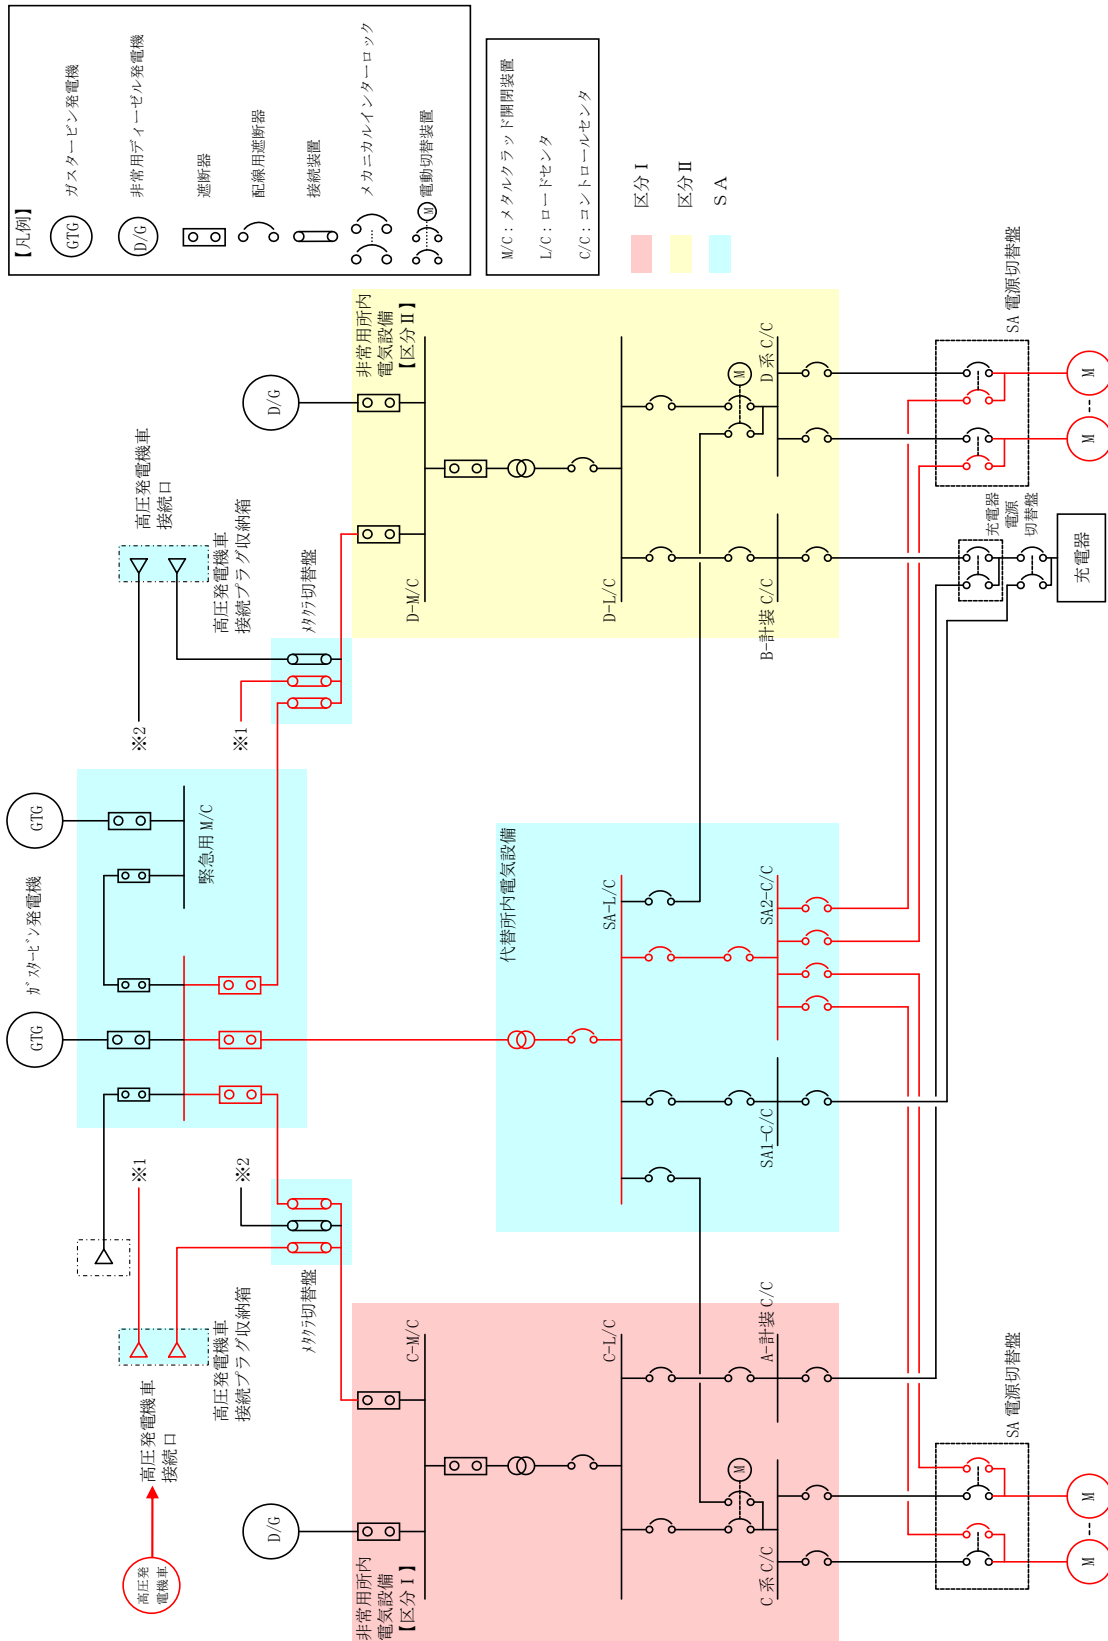 【凡例】
GTG
ガスタービン発電機
D/G
非常用ディーゼル発電機
遮断器
配線用遮断器
接続装置
メカニカルインターロック
M
電動切替装置
M/C：メタルクラッド開閉装置
L/C：ロードセンタ
C/C：コントロールセンタ
区分Ⅰ
区分Ⅱ
ＳＡ
ｶﾞｽﾀｰﾋﾞﾝ発電機
GTG
GTG
緊急用 M/C
高圧発電機車
高圧発電機車
接続口
※1
※2
高圧発電機車
接続プラグ収納箱
ﾒﾀｸﾗ切替盤
高圧発電機車
接続口
※2
※1
高圧発電機車
接続プラグ収納箱
ﾒﾀｸﾗ切替盤
D/G
非常用所内
電気設備
【区分Ⅰ】
C-M/C
C-L/C
M
C 系 C/C
A-計装 C/C
代替所内電気設備
SA-L/C
SA1-C/C
SA2-C/C
D/G
非常用所内
電気設備
【区分Ⅱ】
D-M/C
D-L/C
M
B-計装 C/C
D 系 C/C
SA 電源切替盤
M
M
充電器
電源
切替盤
充電器
SA 電源切替盤
M
M